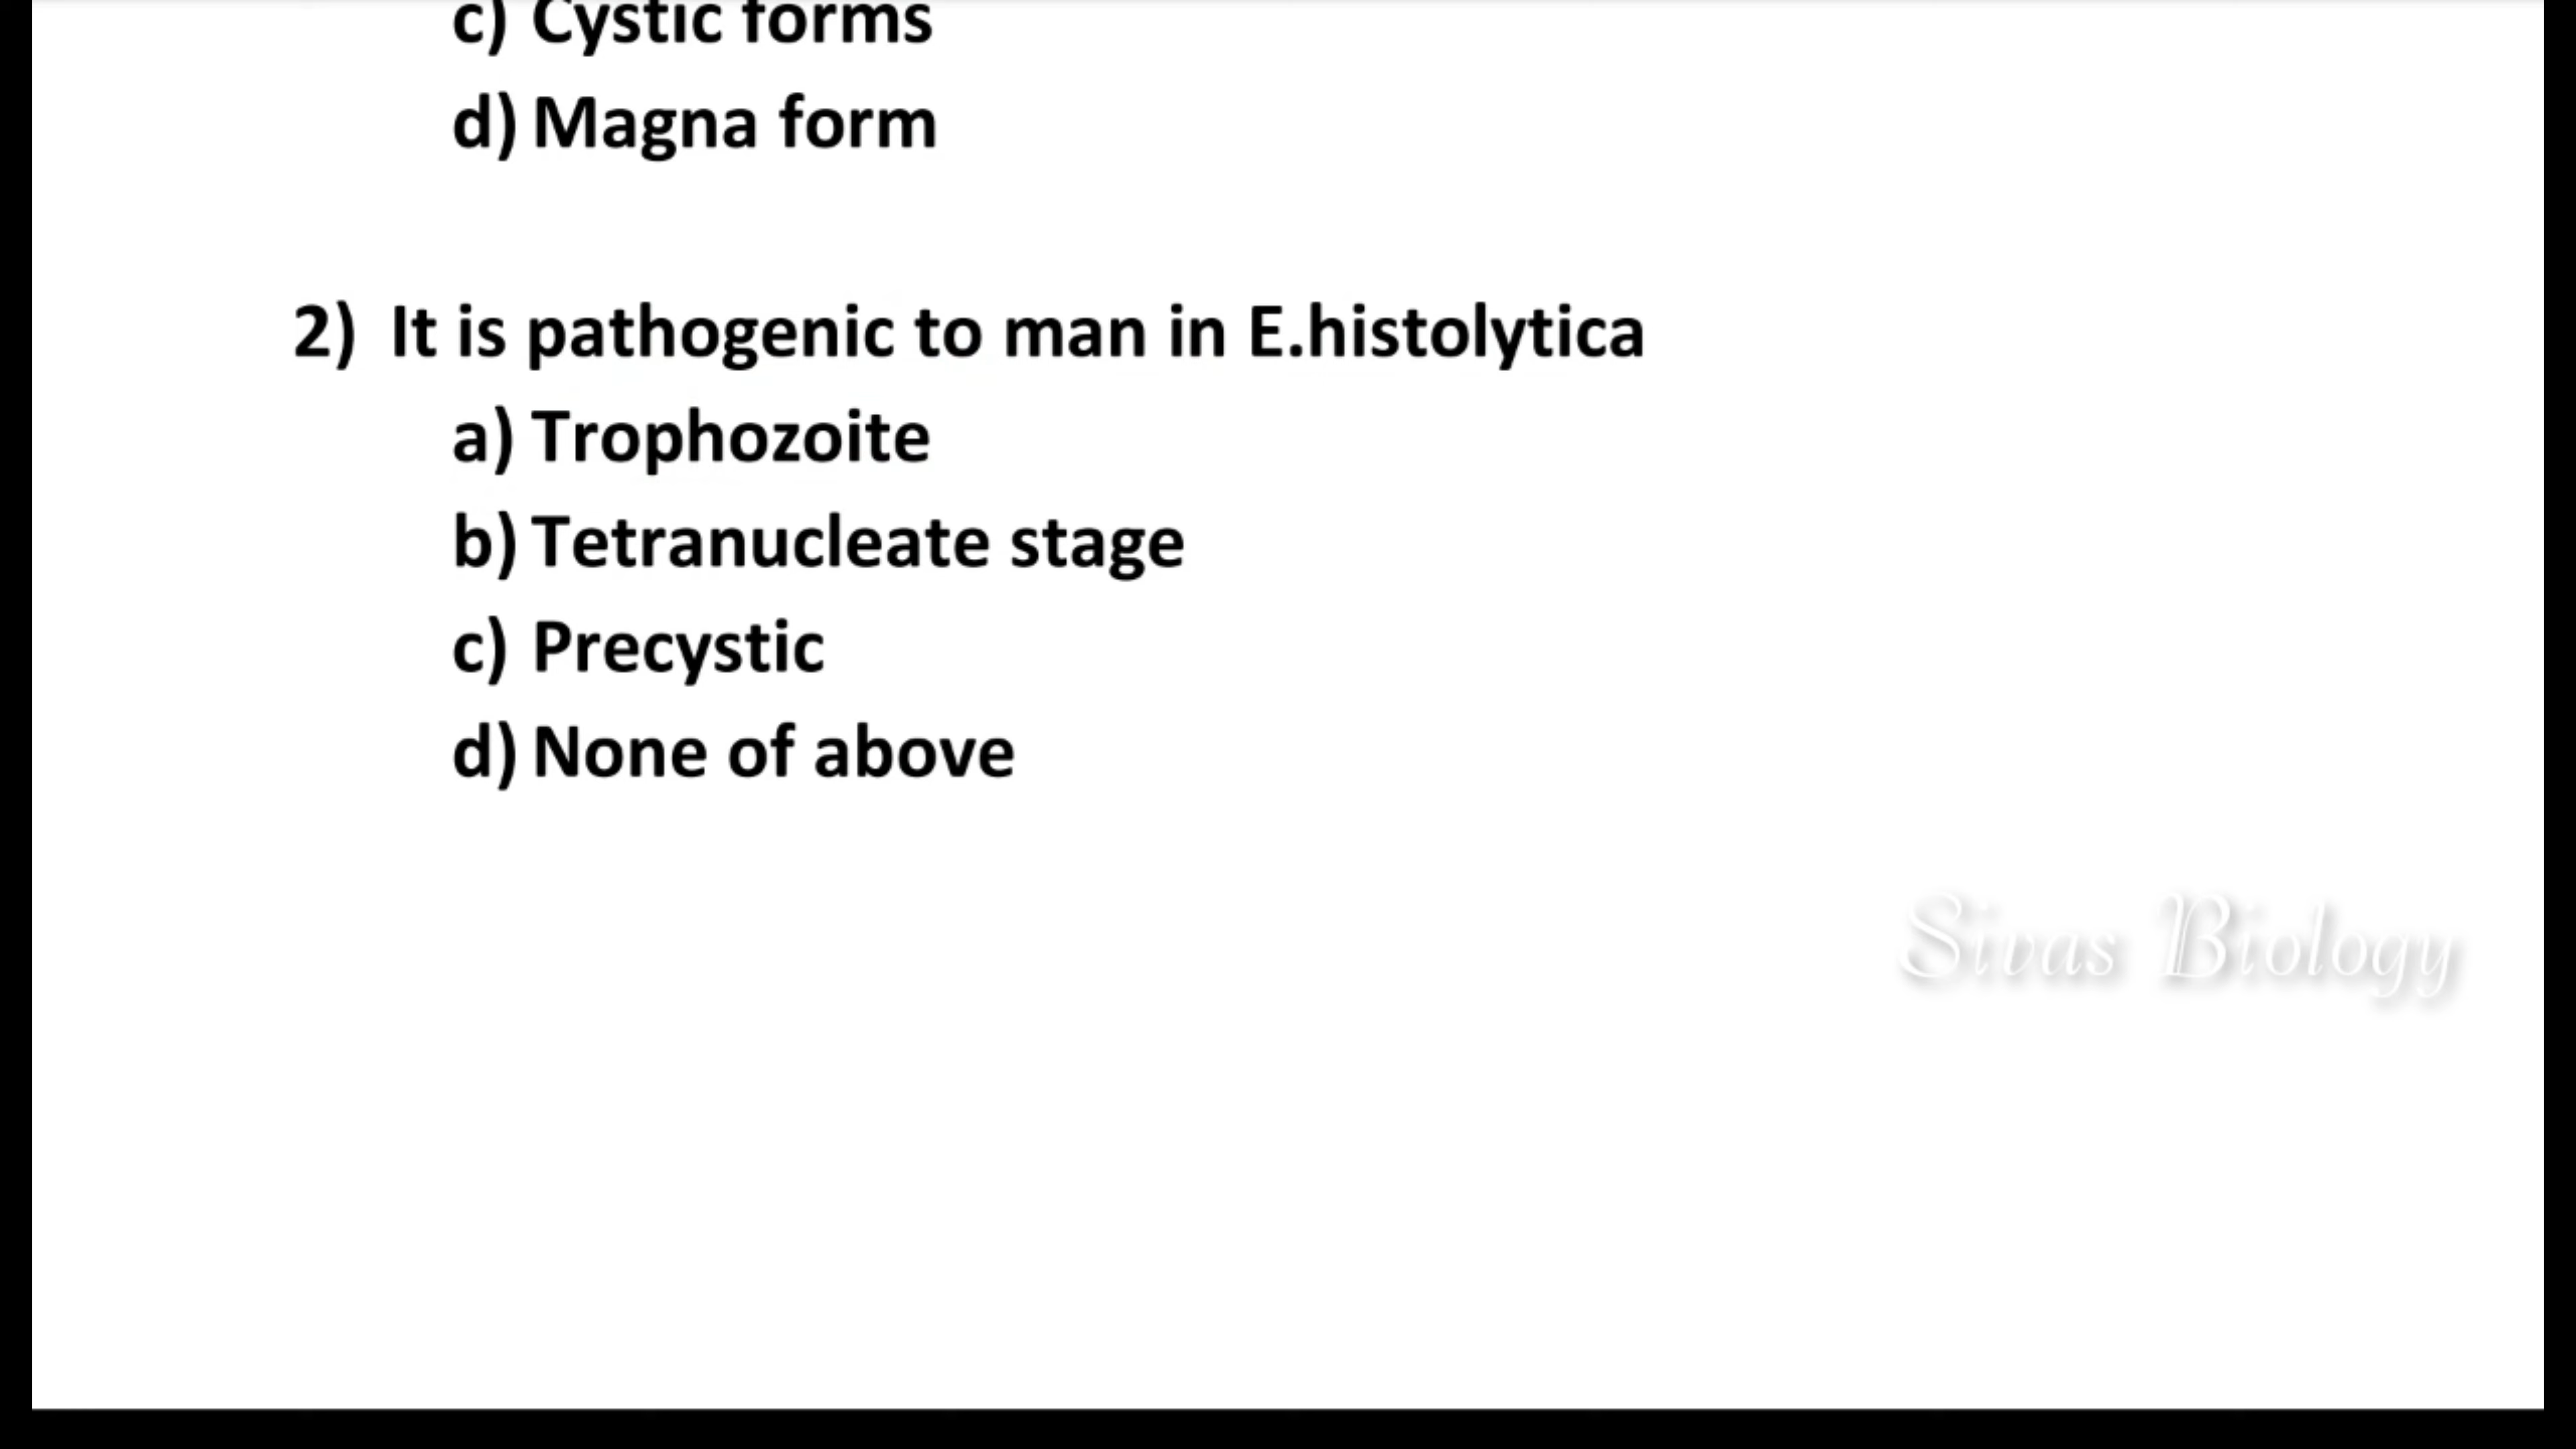 c) Cystic forms
d) Magna form
2) It is pathogenic to man in E.histolytica
a) Trophozoite
b) Tetranucleate stage
c) Precystic
d) None of above
Sivas Biology